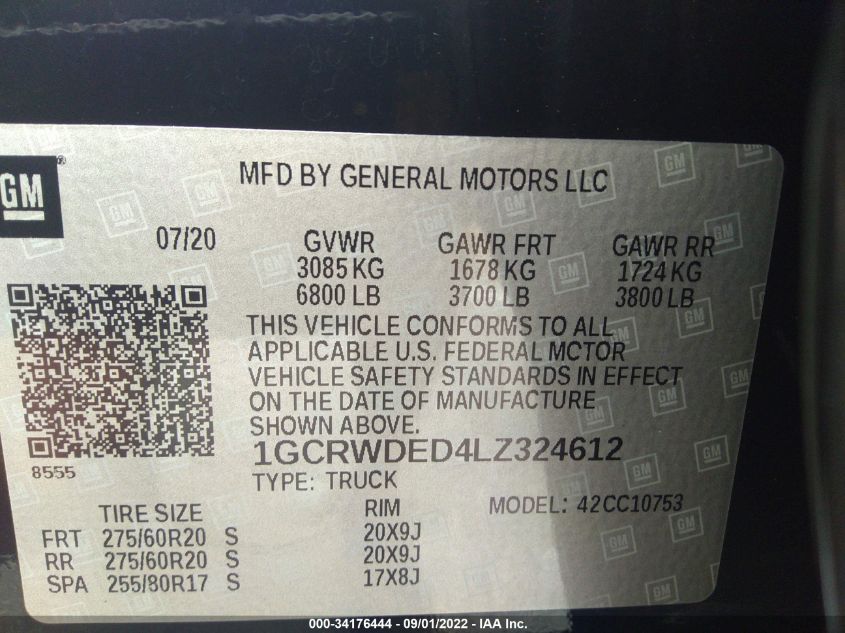 GM
MFD BY GENERAL MOTORS LLC
07/20 GVWR GAWR FRT GAWR RR
3085 KG 1678 KG 1724 KG
6800 LB 3700 LB 3800 LB
THIS VEHICLE CONFORMS TO ALL
APPLICABLE U.S. FEDERAL MOTOR
VEHICLE SAFETY STANDARDS IN EFFECT
ON THE DATE OF MANUFACTURE
SHOWN ABOVE.
1GCRWDED4LZ324612
8555
TYPE: TRUCK
TIRE SIZE RIM MODEL: 42CC10753
FRT 275/60R20 S 20X9J
RR 275/60R20 S 20X9J
SPA 255/80R17 S 17X8J
000-34176444 - 09/01/2022 - IAA Inc.